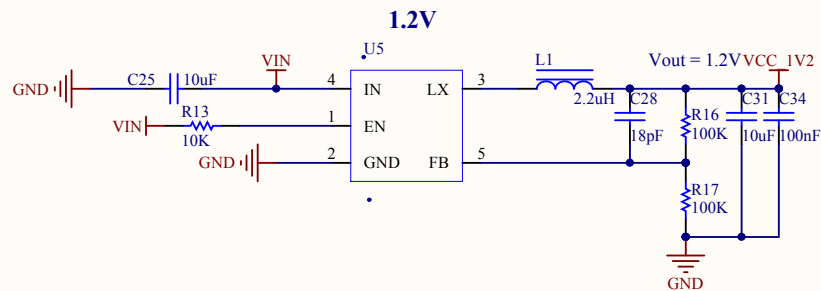 1.2V
U5
VIN
C25 10uF
GND
4 IN LX 3
L1
2.2uH
Vout = 1.2V
VCC_1V2
C28
18pF
R16
100K
C31
10uF
C34
100nF
VIN
R13
10K
1 EN
GND
2 GND FB 5
R17
100K
GND